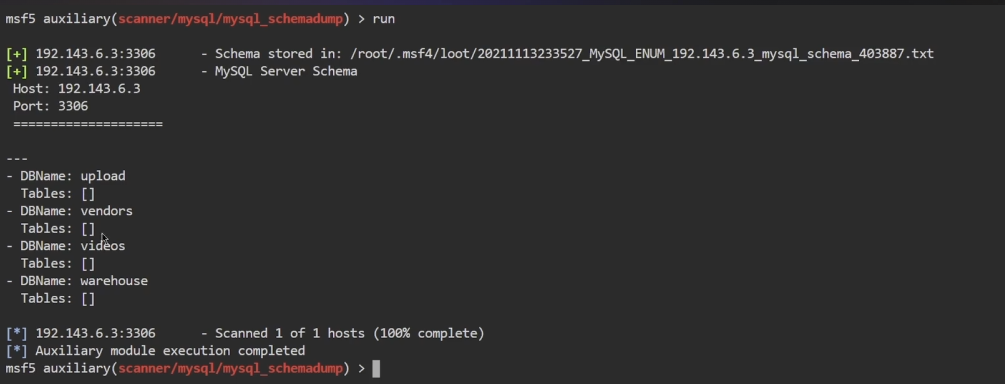 msf5 auxiliary(scanner/mysql/mysql_schemadump) > run
[+] 192.143.6.3:3306 - Schema stored in: /root/.msf4/loot/20211113233527_MySQL_ENUM_192.143.6.3_mysql_schema_403887.txt
[+] 192.143.6.3:3306 - MySQL Server Schema
Host: 192.143.6.3
Port: 3306
====================
---
- DBName: upload
Tables: []
- DBName: vendors
Tables: []
- DBName: videos
Tables: []
- DBName: warehouse
Tables: []
[*] 192.143.6.3:3306 - Scanned 1 of 1 hosts (100% complete)
[*] Auxiliary module execution completed
msf5 auxiliary(scanner/mysql/mysql_schemadump) >